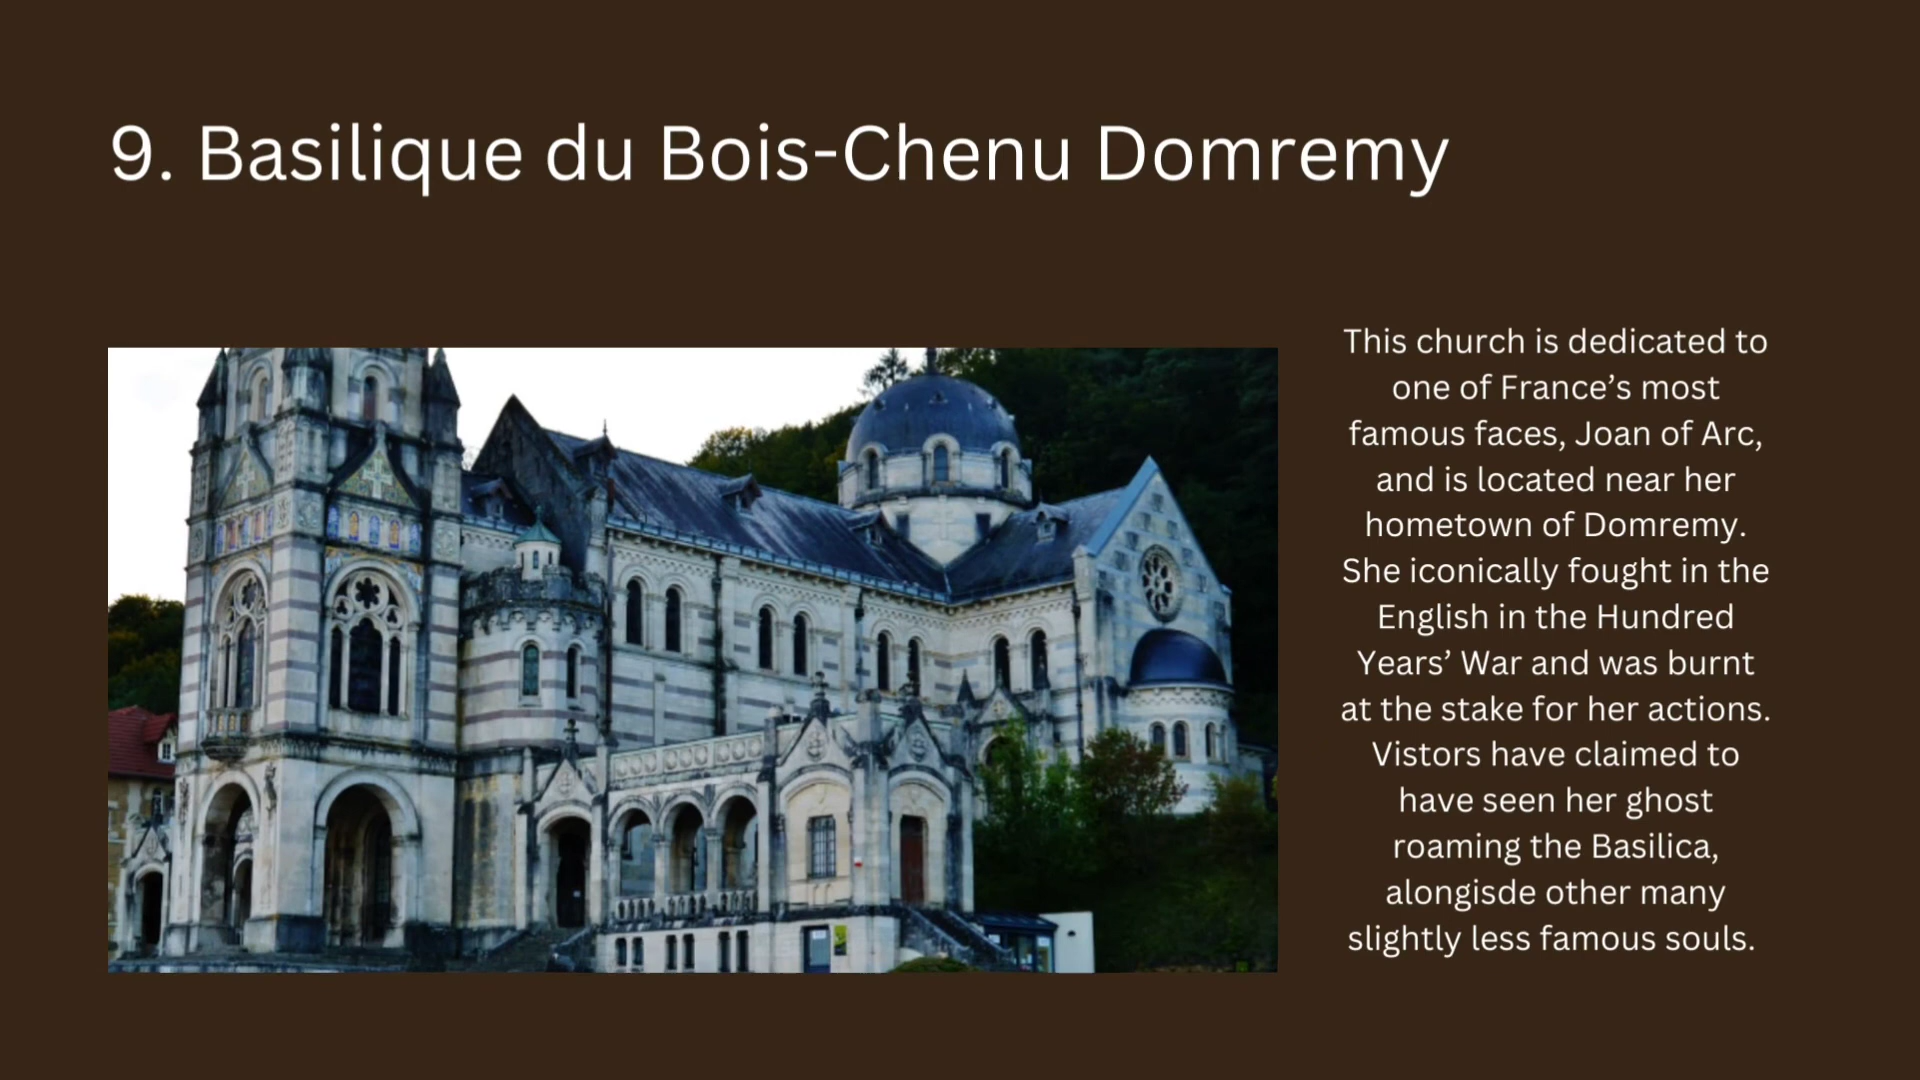 9. Basilique du Bois-Chenu Domremy
This church is dedicated to
one of France’s most
famous faces, Joan of Arc,
and is located near her
hometown of Domremy.
She iconically fought in the
English in the Hundred
Years’ War and was burnt
at the stake for her actions.
Vistors have claimed to
have seen her ghost
roaming the Basilica,
alongisde other many
slightly less famous souls.